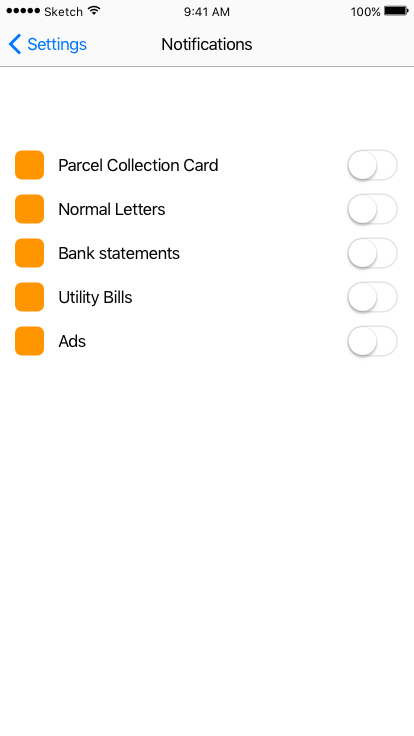 Sketch 9:41 AM 100%
Settings Notifications
Parcel Collection Card
Normal Letters
Bank statements
Utility Bills
Ads